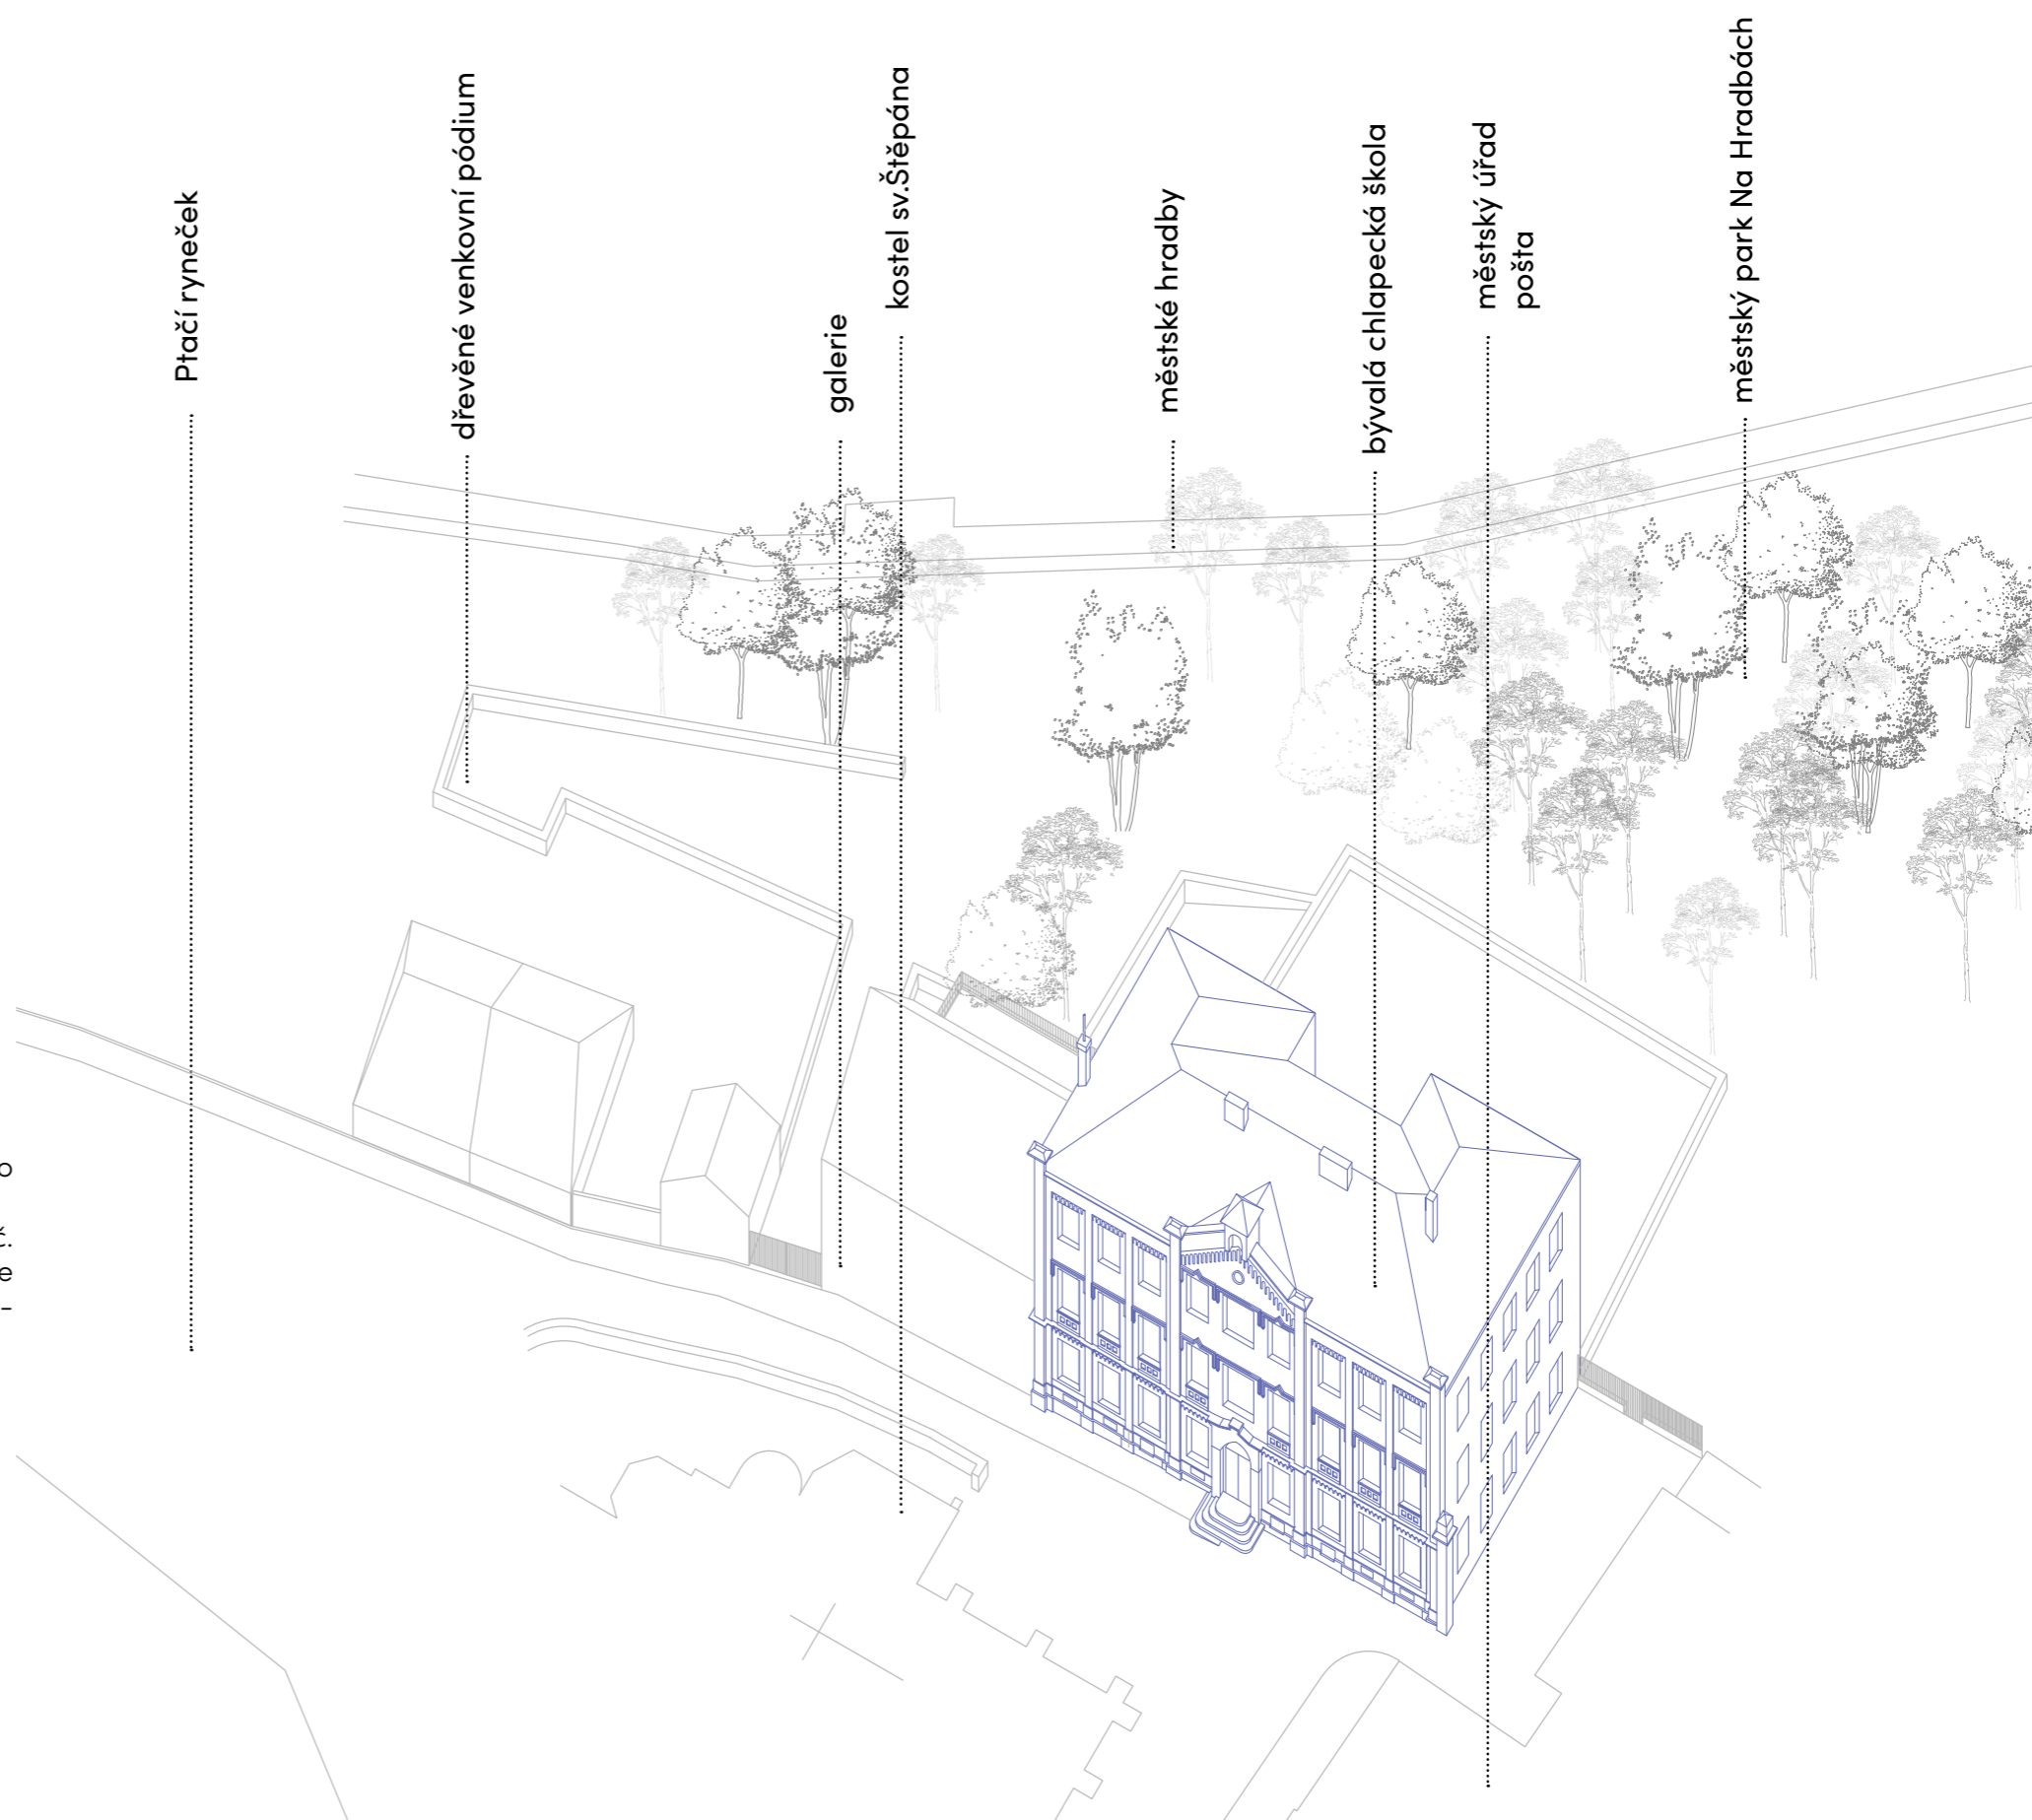 Ptačí ryneček
dřevěné venkovní pódium
galerie
kostel sv.Štěpána
městské hradby
bývalá chlapecká škola
městský úřad
pošta
městský park Na Hradbách